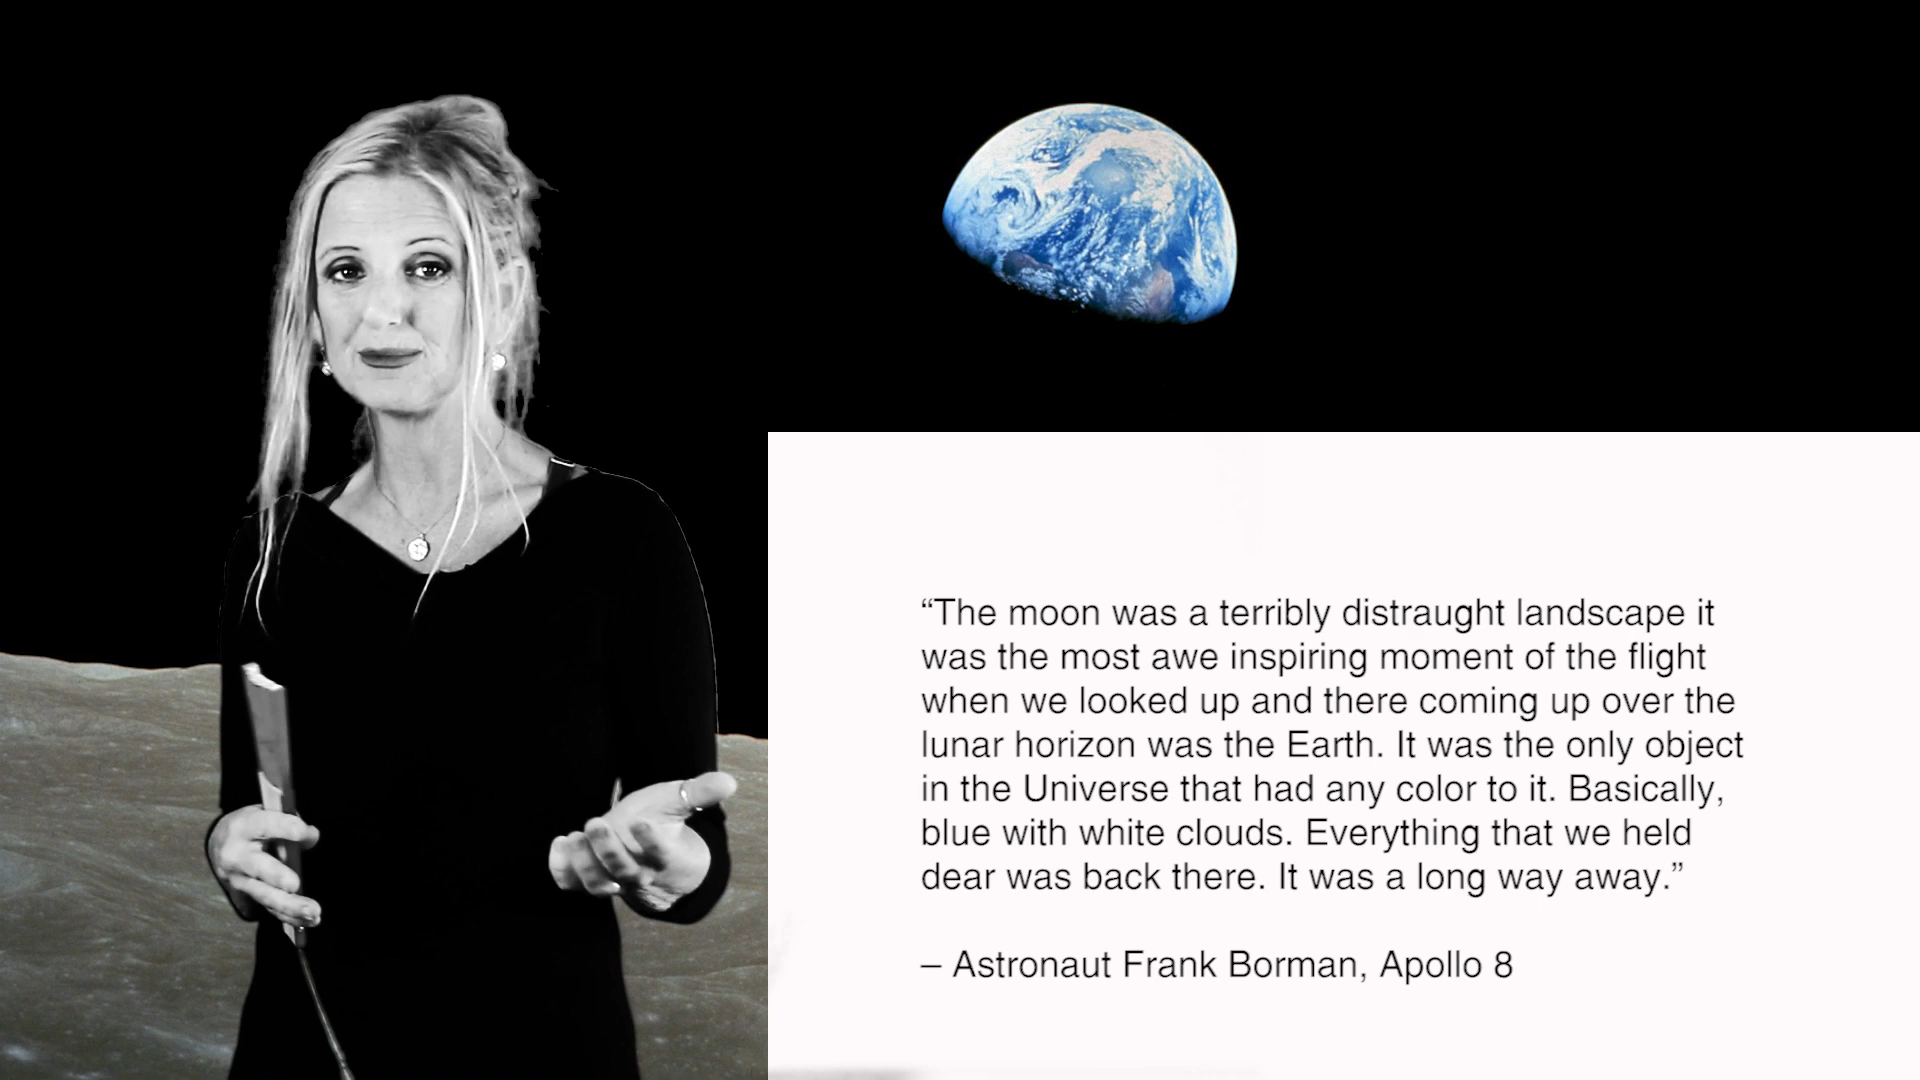 “The moon was a terribly distraught landscape it
was the most awe inspiring moment of the flight
when we looked up and there coming up over the
lunar horizon was the Earth. It was the only object
in the Universe that had any color to it. Basically,
blue with white clouds. Everything that we held
dear was back there. It was a long way away.”
– Astronaut Frank Borman, Apollo 8